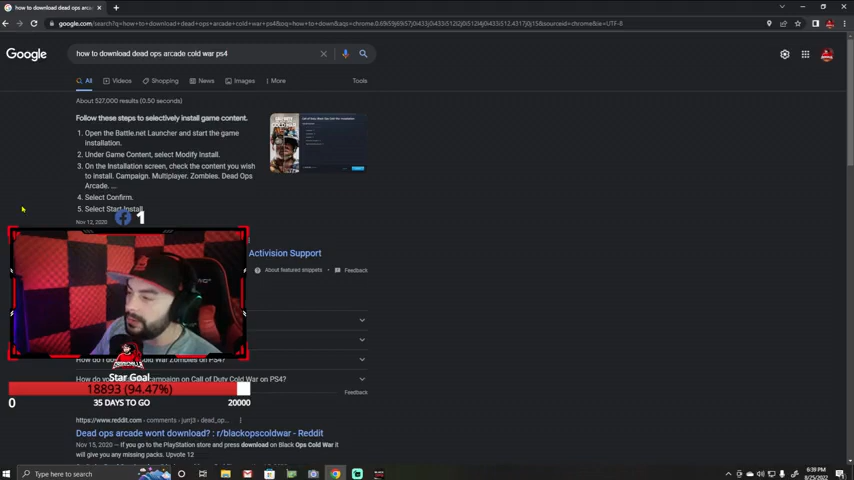 how to download dead ops arcad
google.com/search?q=how+to+download+dead+ops+arcade+cold+war+ps4
how to download dead ops arcade cold war ps4
Google
All
Videos
Shopping
News
Images
More
Tools
About 527,000 results (0.50 seconds)
Follow these steps to selectively install game content.
1. Open the Battle.net Launcher and start the game
installation.
2. Under Game Content, select Modify Install.
3. On the Installation screen, check the content you wish
to install. Campaign. Multiplayer. Zombies. Dead Ops
Arcade. ...
4. Select Confirm.
5. Select Start Install.
Nov 12, 2020
1
Activision Support
About featured snippets
Feedback
Cold War Zombies on PS4?
campaign on Call of Duty Cold War on PS4?
Feedback
Star Goal
18893 (94.47%)
0
35 DAYS TO GO
20000
https://www.reddit.com › comments › junrj3 › dead_op...
Dead ops arcade wont download? : r/blackopscoldwar - Reddit
Nov 15, 2020 — If you go to the PlayStation store and press download on Black Ops Cold War it
will give you any missing packs. Upvote 12
Type here to search
6:39 PM
8/25/2022